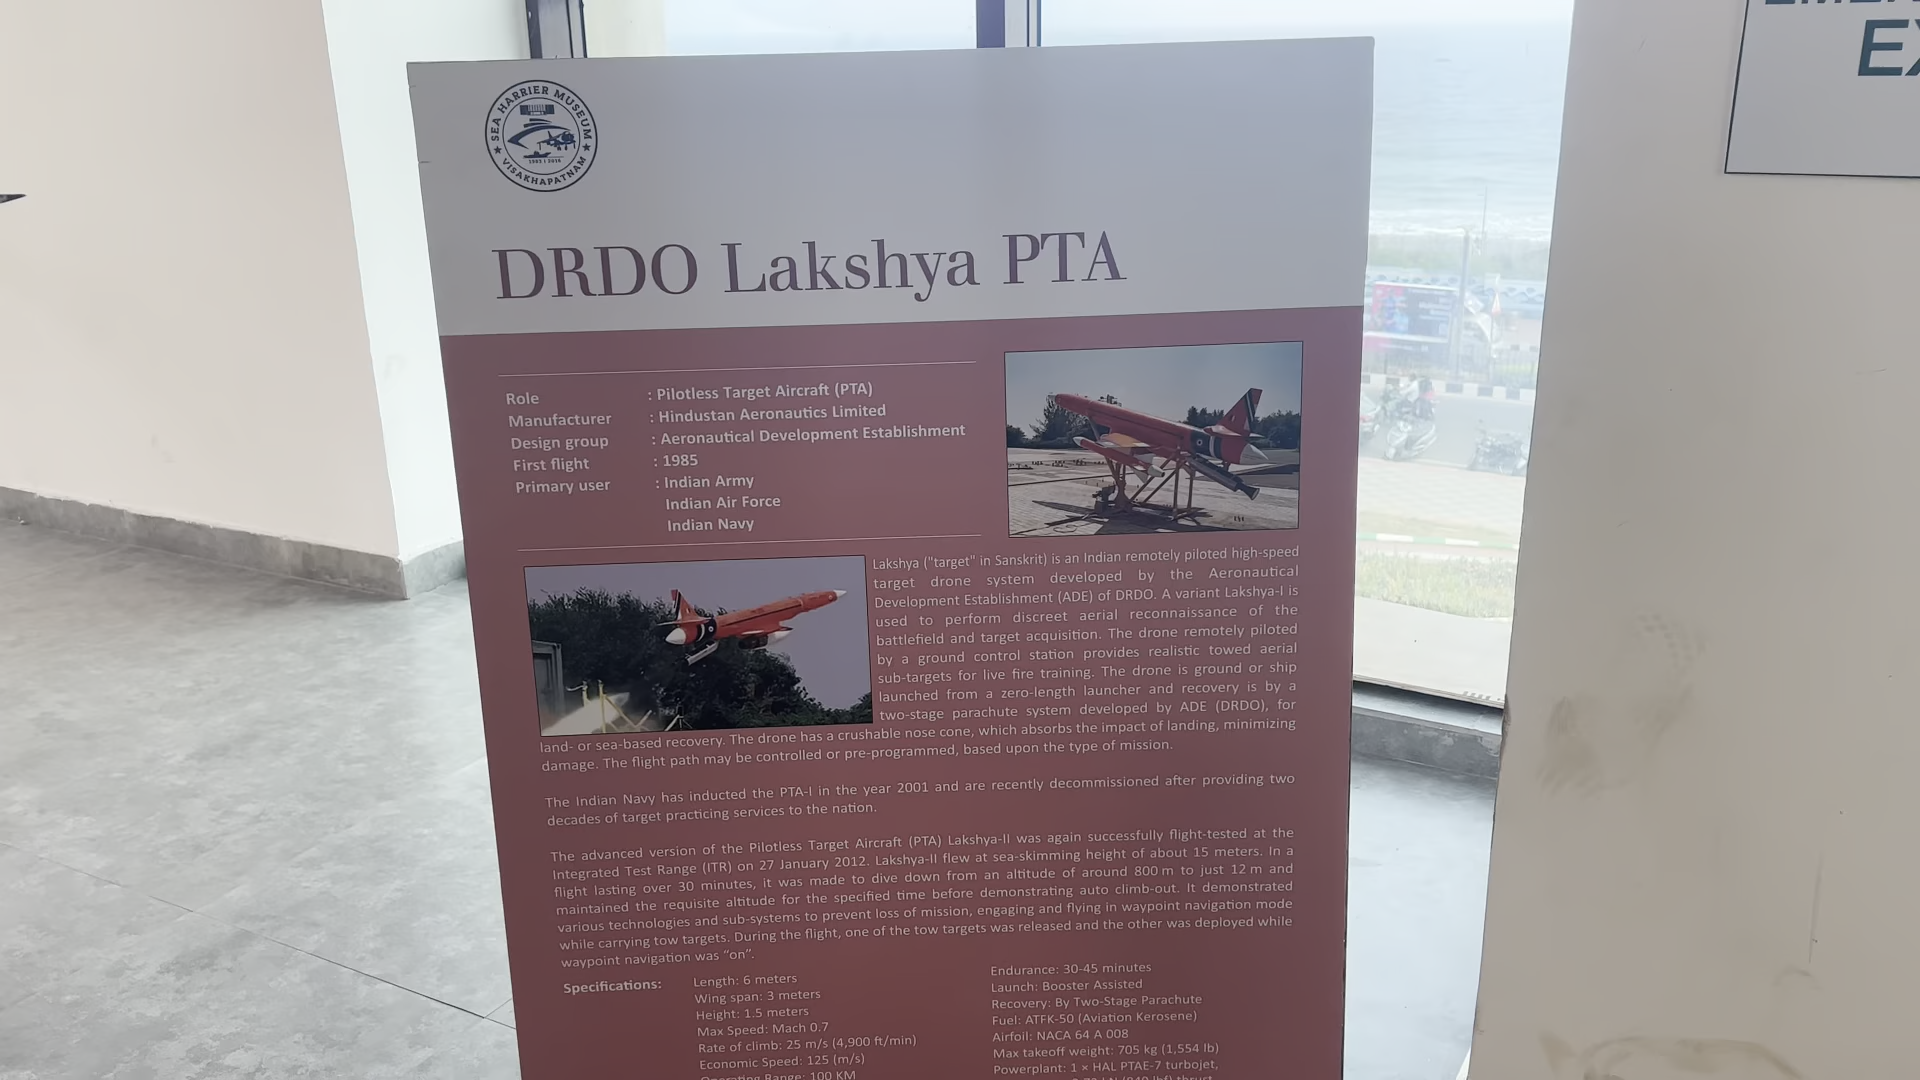 SEA HARRIER MUSEUM
VISAKHAPATNAM
EX
DRDO Lakshya PTA
Role : Pilotless Target Aircraft (PTA)
Manufacturer : Hindustan Aeronautics Limited
Design group : Aeronautical Development Establishment
First flight : 1985
Primary user : Indian Army
Indian Air Force
Indian Navy
Lakshya ("target" in Sanskrit) is an Indian remotely piloted high-speed
target drone system developed by the Aeronautical
Development Establishment (ADE) of DRDO. A variant Lakshya-I is
used to perform discreet aerial reconnaissance of the
battlefield and target acquisition. The drone remotely piloted
by a ground control station provides realistic towed aerial
sub-targets for live fire training. The drone is ground or ship
launched from a zero-length launcher and recovery is by a
two-stage parachute system developed by ADE (DRDO), for
land- or sea-based recovery. The drone has a crushable nose cone, which absorbs the impact of landing, minimizing
damage. The flight path may be controlled or pre-programmed, based upon the type of mission.
The Indian Navy has inducted the PTA-I in the year 2001 and are recently decommissioned after providing two
decades of target practicing services to the nation.
The advanced version of the Pilotless Target Aircraft (PTA) Lakshya-II was again successfully flight-tested at the
Integrated Test Range (ITR) on 27 January 2012. Lakshya-II flew at sea-skimming height of about 15 meters. In a
flight lasting over 30 minutes, it was made to dive down from an altitude of around 800 m to just 12 m and
maintained the requisite altitude for the specified time before demonstrating auto climb-out. It demonstrated
various technologies and sub-systems to prevent loss of mission, engaging and flying in waypoint navigation mode
while carrying tow targets. During the flight, one of the tow targets was released and the other was deployed while
waypoint navigation was “on”.
Specifications: Length: 6 meters
Wing span: 3 meters
Height: 1.5 meters
Max Speed: Mach 0.7
Rate of climb: 25 m/s (4,900 ft/min)
Economic Speed: 125 (m/s)
Operating Range: 100 KM
Endurance: 30-45 minutes
Launch: Booster Assisted
Recovery: By Two-Stage Parachute
Fuel: ATFK-50 (Aviation Kerosene)
Airfoil: NACA 64 A 008
Max takeoff weight: 705 kg (1,554 lb)
Powerplant: 1 × HAL PTAE-7 turbojet,